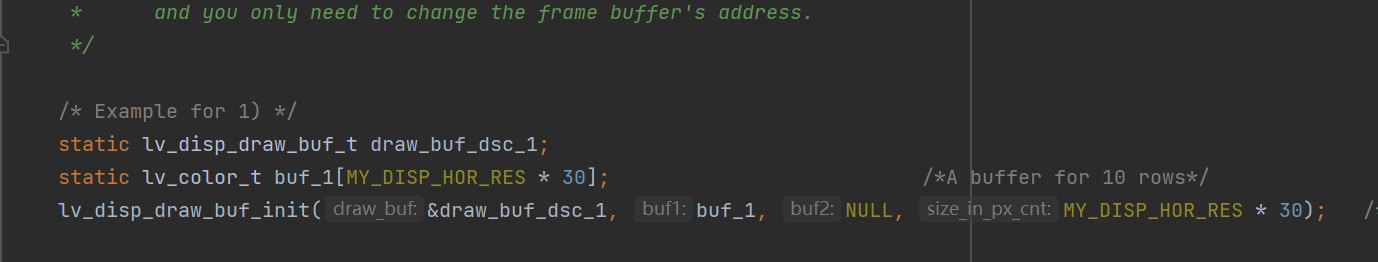 *      and you only need to change the frame buffer's address.
*/
/* Example for 1) */
static lv_disp_draw_buf_t draw_buf_dsc_1;
static lv_color_t buf_1[MY_DISP_HOR_RES * 30];                          /*A buffer for 10 rows*/
lv_disp_draw_buf_init( draw_buf: &draw_buf_dsc_1,  buf1: buf_1,  buf2: NULL,  size_in_px_cnt: MY_DISP_HOR_RES * 30);   /*